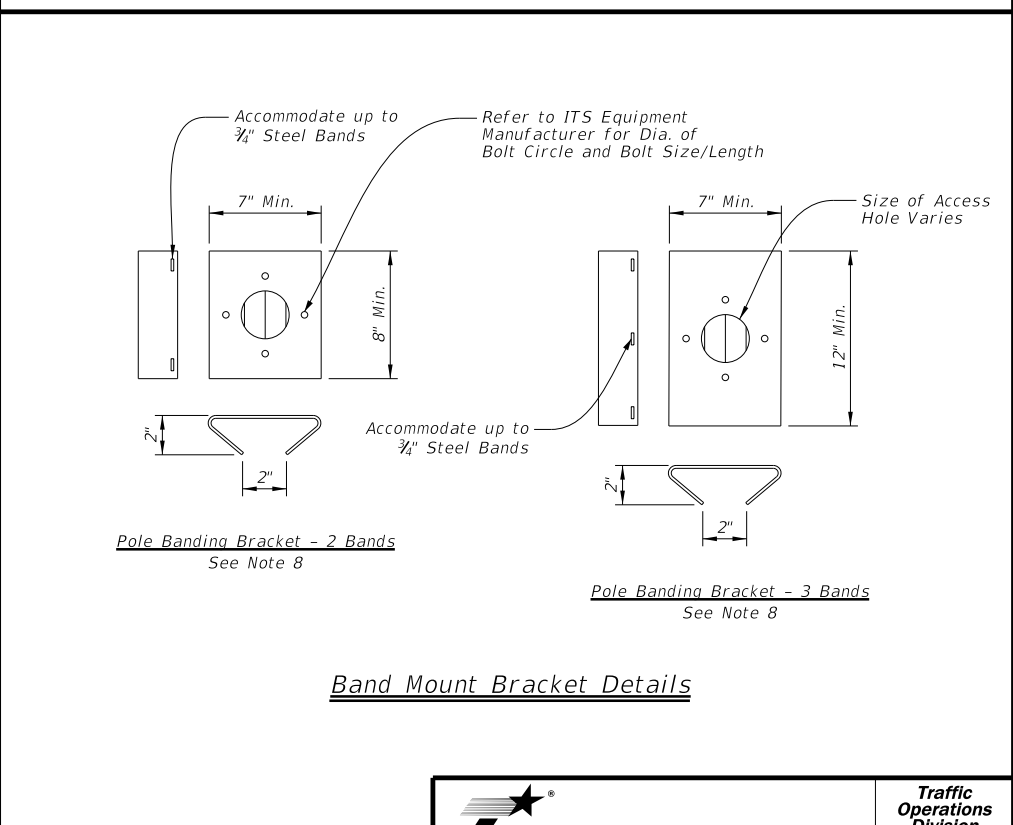 Accommodate up to
¾" Steel Bands
Refer to ITS Equipment
Manufacturer for Dia. of
Bolt Circle and Bolt Size/Length
7" Min.
8" Min.
2"
2"
Pole Banding Bracket - 2 Bands
See Note 8
Size of Access
Hole Varies
7" Min.
12" Min.
Accommodate up to
¾" Steel Bands
2"
2"
Pole Banding Bracket - 3 Bands
See Note 8
Band Mount Bracket Details
®
Traffic
Operations
Division